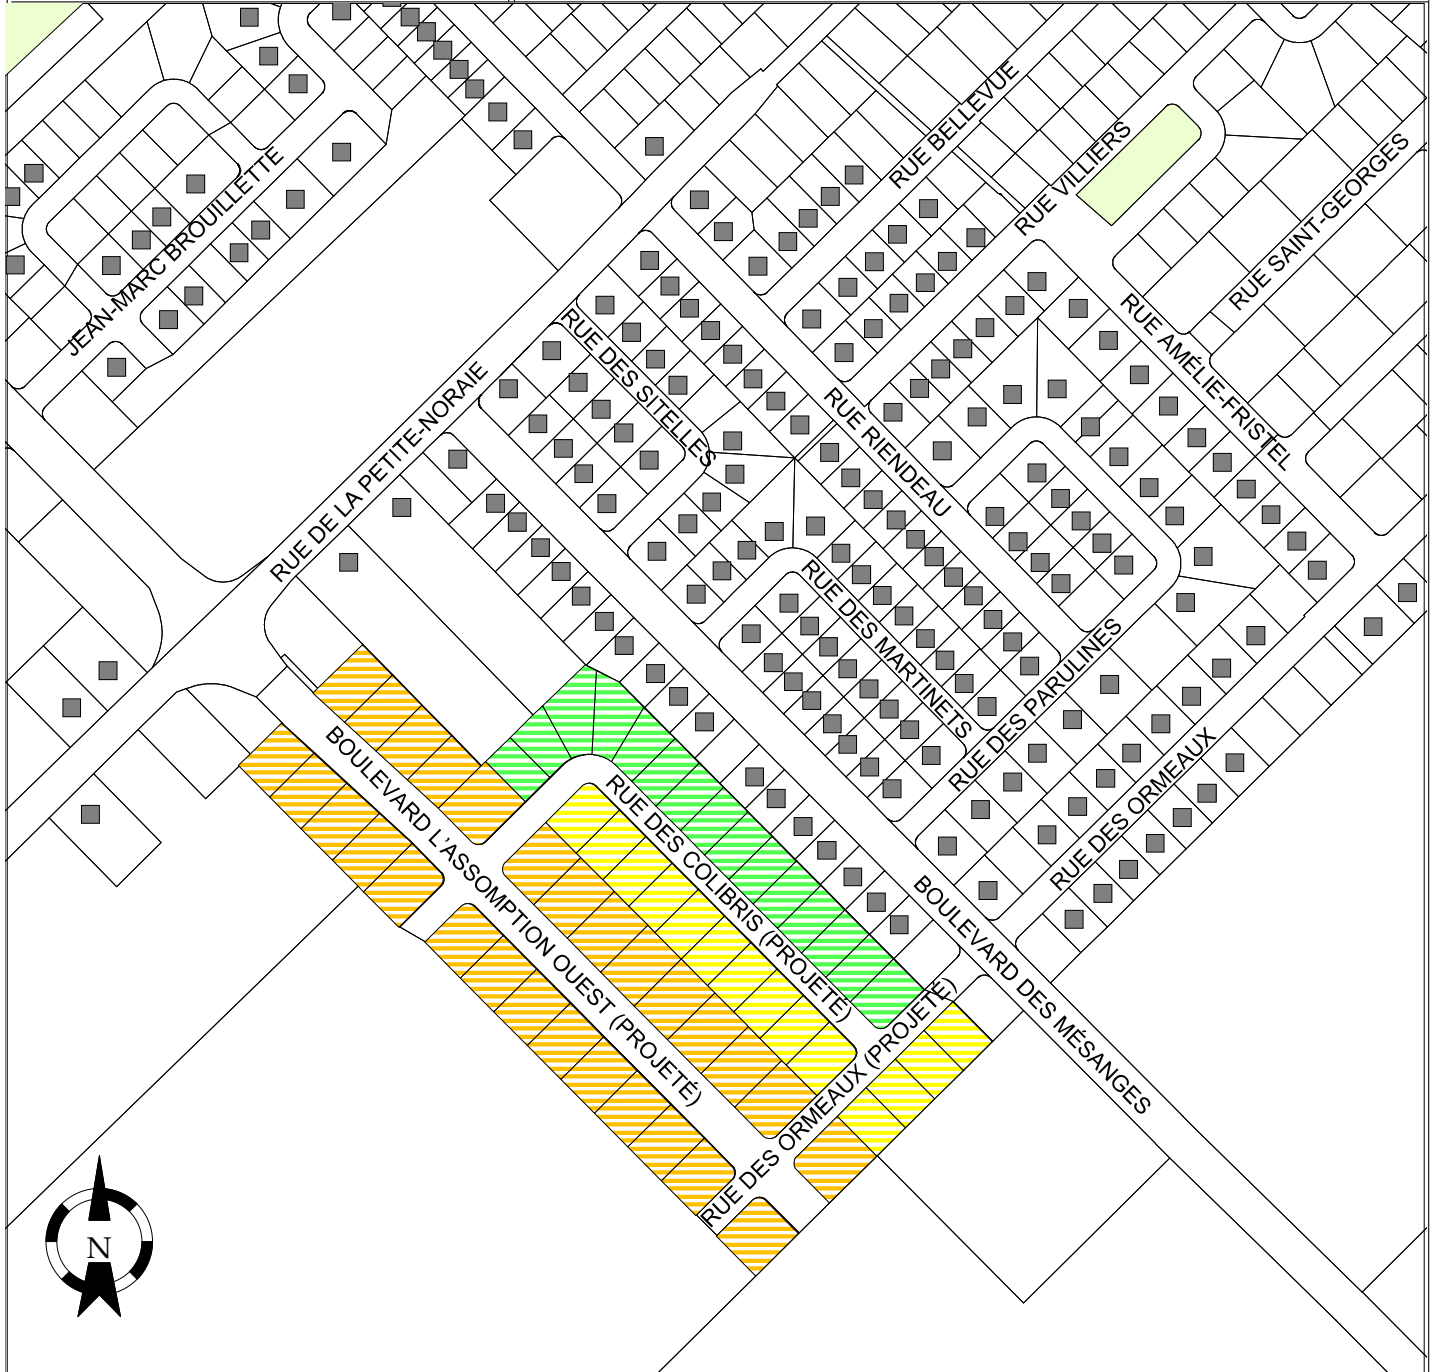 RUE BELLEVUE
RUE VILLIERS
RUE SAINT-GEORGES
JEAN-MARC BROUILLETTE
RUE AMÉLIE-FRISTEL
RUE DES SITELLES
RUE DE LA PETITE-NORAIE
RUE RIENDEAU
RUE DES MARTINETS
RUE DES PARULINES
RUE DES ORMEAUX
BOULEVARD L'ASSOMPTION OUEST (PROJETÉ)
RUE DES COLIBRIS (PROJETÉ)
BOULEVARD DES MÉSANGES
RUE DES ORMEAUX (PROJETÉ)
N